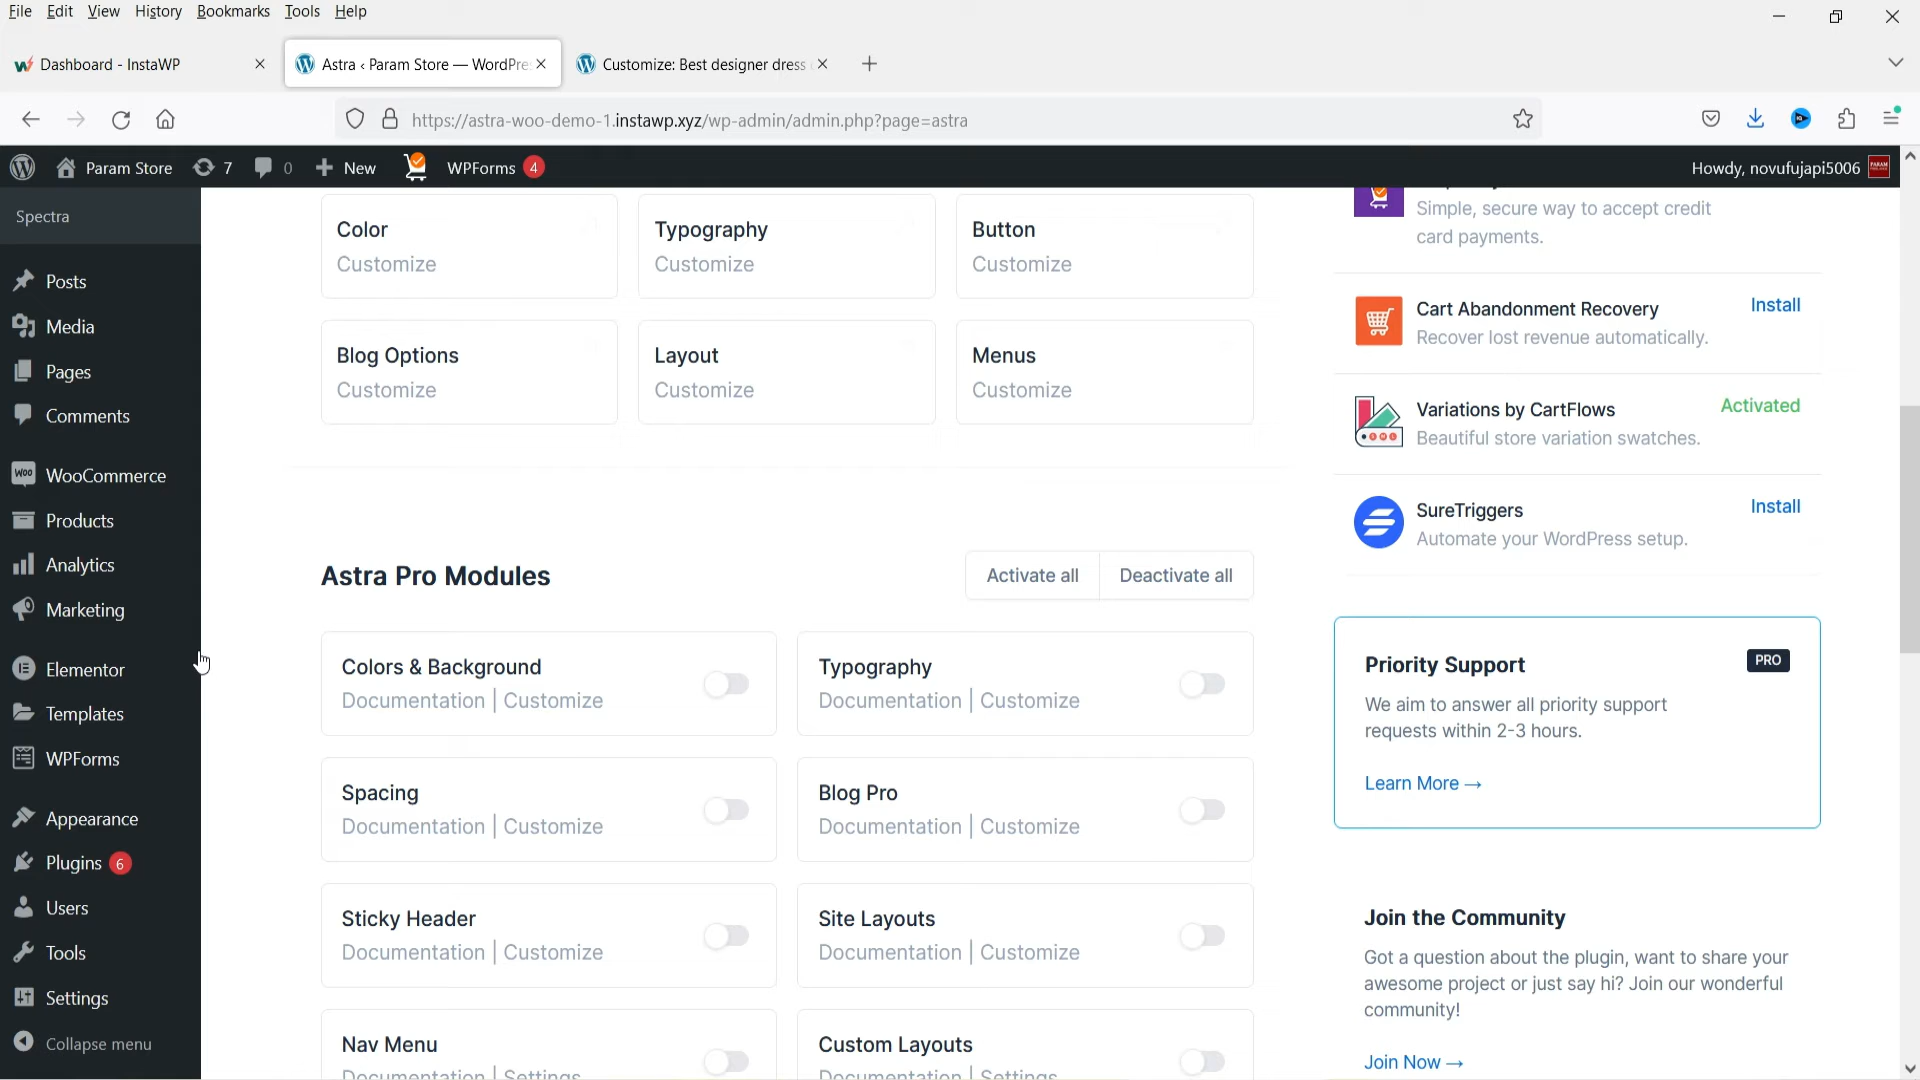 File Edit View History Bookmarks Tools Help
Dashboard - InstaWP
Astra ‹ Param Store — WordPre
Customize: Best designer dress
https://astra-woo-demo-1.instawp.xyz/wp-admin/admin.php?page=astra
Param Store 7 0 New WPForms 4
Howdy, novufujapi5006
Spectra
Posts
Media
Pages
Comments
WooCommerce
Products
Analytics
Marketing
Elementor
Templates
WPForms
Appearance
Plugins 6
Users
Tools
Settings
Collapse menu
Color
Customize
Typography
Customize
Button
Customize
Blog Options
Customize
Layout
Customize
Menus
Customize
Astra Pro Modules
Activate all
Deactivate all
Colors & Background
Documentation | Customize
Typography
Documentation | Customize
Spacing
Documentation | Customize
Blog Pro
Documentation | Customize
Sticky Header
Documentation | Customize
Site Layouts
Documentation | Customize
Nav Menu
Documentation | Settings
Custom Layouts
Documentation | Settings
Simple, secure way to accept credit
card payments.
Cart Abandonment Recovery
Install
Recover lost revenue automatically.
Variations by CartFlows
Activated
Beautiful store variation swatches.
SureTriggers
Install
Automate your WordPress setup.
Priority Support
PRO
We aim to answer all priority support
requests within 2-3 hours.
Learn More →
Join the Community
Got a question about the plugin, want to share your
awesome project or just say hi? Join our wonderful
community!
Join Now →